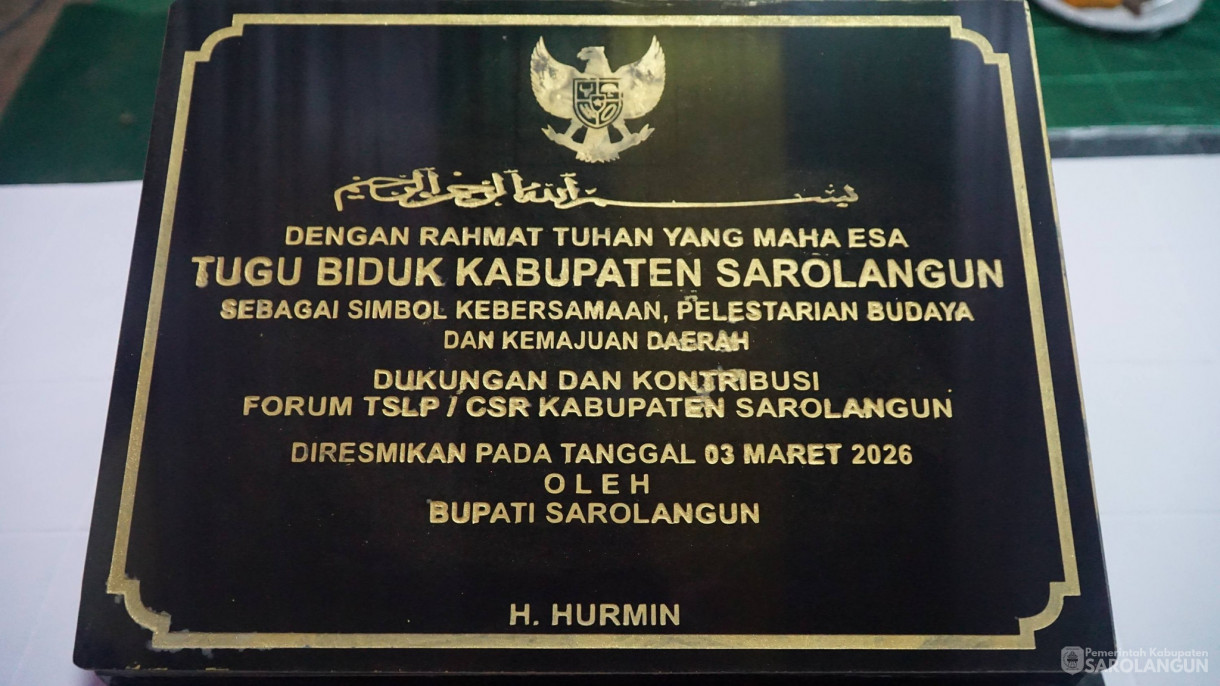 بسم الله الرحمن الرحيم
DENGAN RAHMAT TUHAN YANG MAHA ESA
TUGU BIDUK KABUPATEN SAROLANGUN
SEBAGAI SIMBOL KEBERSAMAAN, PELESTARIAN BUDAYA
DAN KEMAJUAN DAERAH
DUKUNGAN DAN KONTRIBUSI
FORUM TSLP / CSR KABUPATEN SAROLANGUN
DIRESMIKAN PADA TANGGAL 03 MARET 2026
OLEH
BUPATI SAROLANGUN
H. HURMIN
Pemerintah Kabupaten
SAROLANGUN